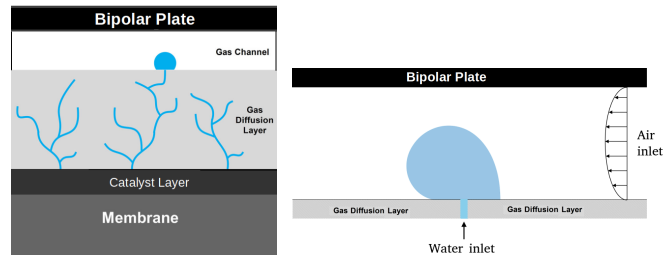 Bipolar Plate
Gas Channel
Gas
Diffusion
Layer
Catalyst Layer
Membrane
Bipolar Plate
Air
inlet
Gas Diffusion Layer
Gas Diffusion Layer
Water inlet